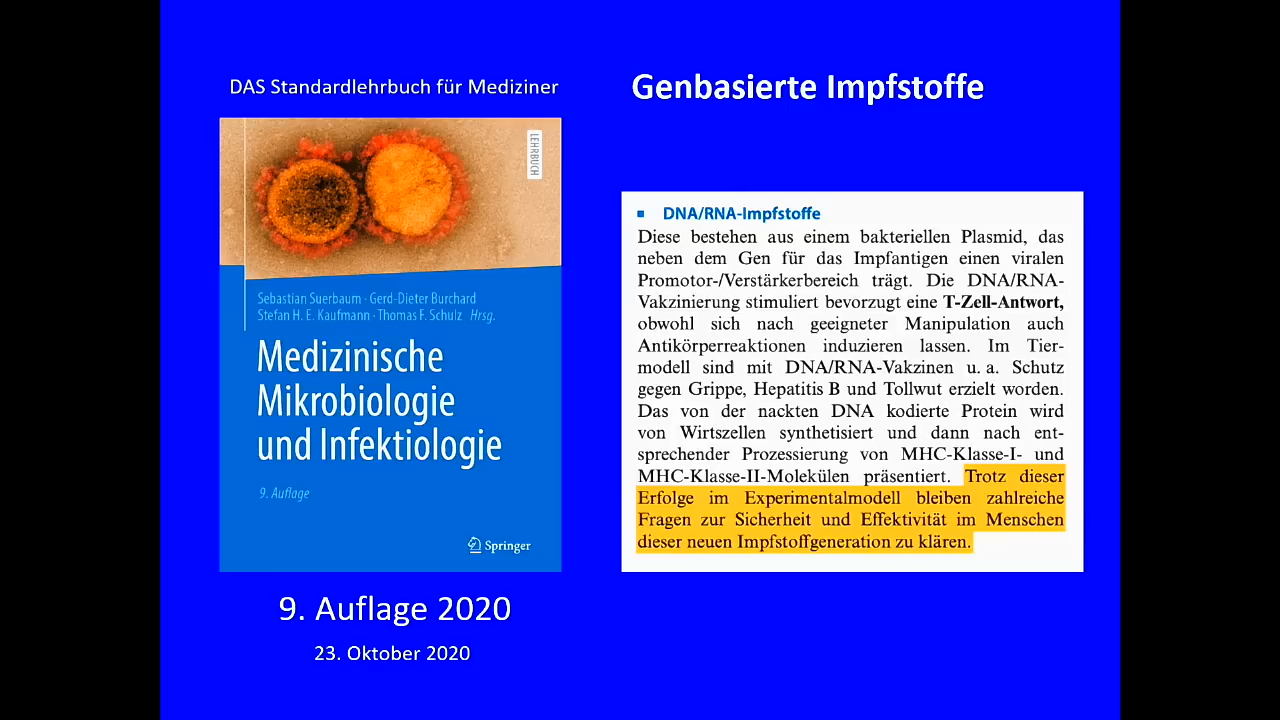 DAS Standardlehrbuch für Mediziner
LEHRBUCH
Sebastian Suerbaum · Gerd-Dieter Burchard
Stefan H. E. Kaufmann · Thomas F. Schulz Hrsg.
Medizinische
Mikrobiologie
und Infektiologie
9. Auflage
Springer
9. Auflage 2020
23. Oktober 2020
Genbasierte Impfstoffe
DNA/RNA-Impfstoffe
Diese bestehen aus einem bakteriellen Plasmid, das
neben dem Gen für das Impfantigen einen viralen
Promotor-/Verstärkerbereich trägt. Die DNA/RNA-
Vakzinierung stimuliert bevorzugt eine T-Zell-Antwort,
obwohl sich nach geeigneter Manipulation auch
Antikörperreaktionen induzieren lassen. Im Tier-
modell sind mit DNA/RNA-Vakzinen u. a. Schutz
gegen Grippe, Hepatitis B und Tollwut erzielt worden.
Das von der nackten DNA kodierte Protein wird
von Wirtszellen synthetisiert und dann nach ent-
sprechender Prozessierung von MHC-Klasse-I- und
MHC-Klasse-II-Molekülen präsentiert. Trotz dieser
Erfolge im Experimentalmodell bleiben zahlreiche
Fragen zur Sicherheit und Effektivität im Menschen
dieser neuen Impfstoffgeneration zu klären.